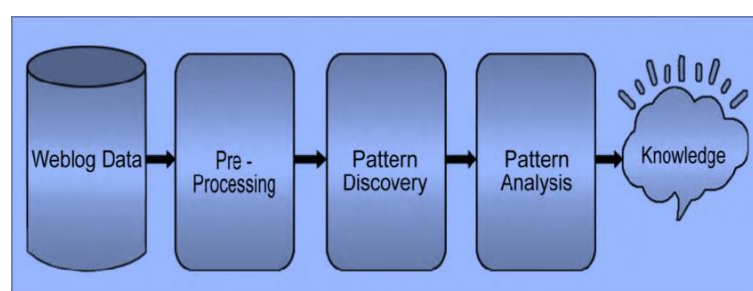 Weblog Data
Pre -
Processing
Pattern
Discovery
Pattern
Analysis
Knowledge